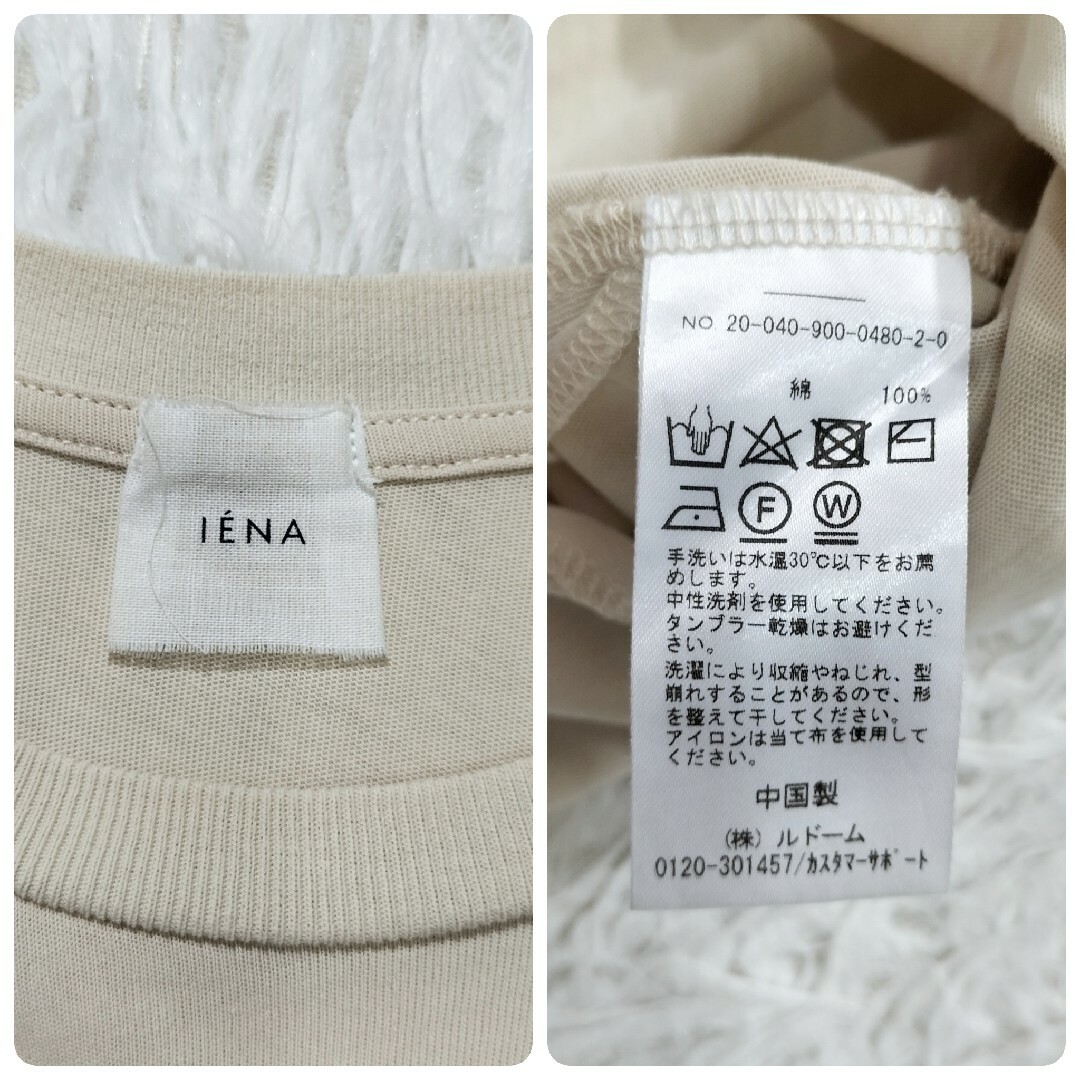 IÉNA
NO. 20-040-900-0480-2-0
綿 100%
F W
手洗いは水温30℃以下をお薦
めします。
中性洗剤を使用してください。
タンブラー乾燥はお避けくだ
さい。
洗濯により収縮やねじれ、型
崩れすることがあるので、形
を整えて干してください。
アイロンは当て布を使用して
ください。
中国製
(株) ルドーム
0120-301457/カスタマーサポート